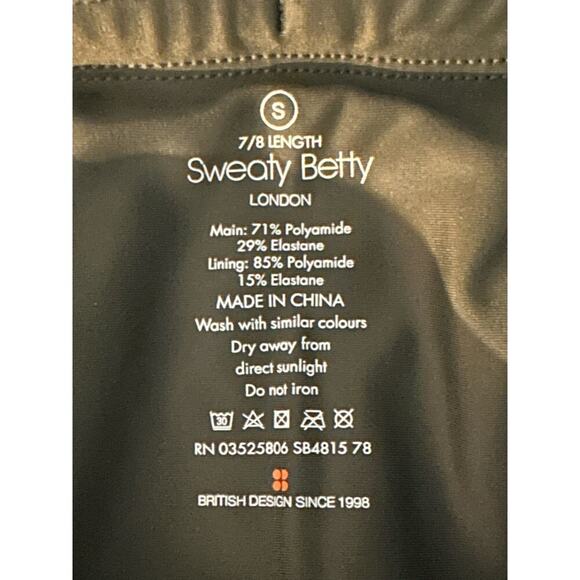 S
7/8 LENGTH
Sweaty Betty
LONDON
Main: 71% Polyamide
29% Elastane
Lining: 85% Polyamide
15% Elastane
MADE IN CHINA
Wash with similar colours
Dry away from
direct sunlight
Do not iron
30
RN 03525806 SB4815 78
BRITISH DESIGN SINCE 1998